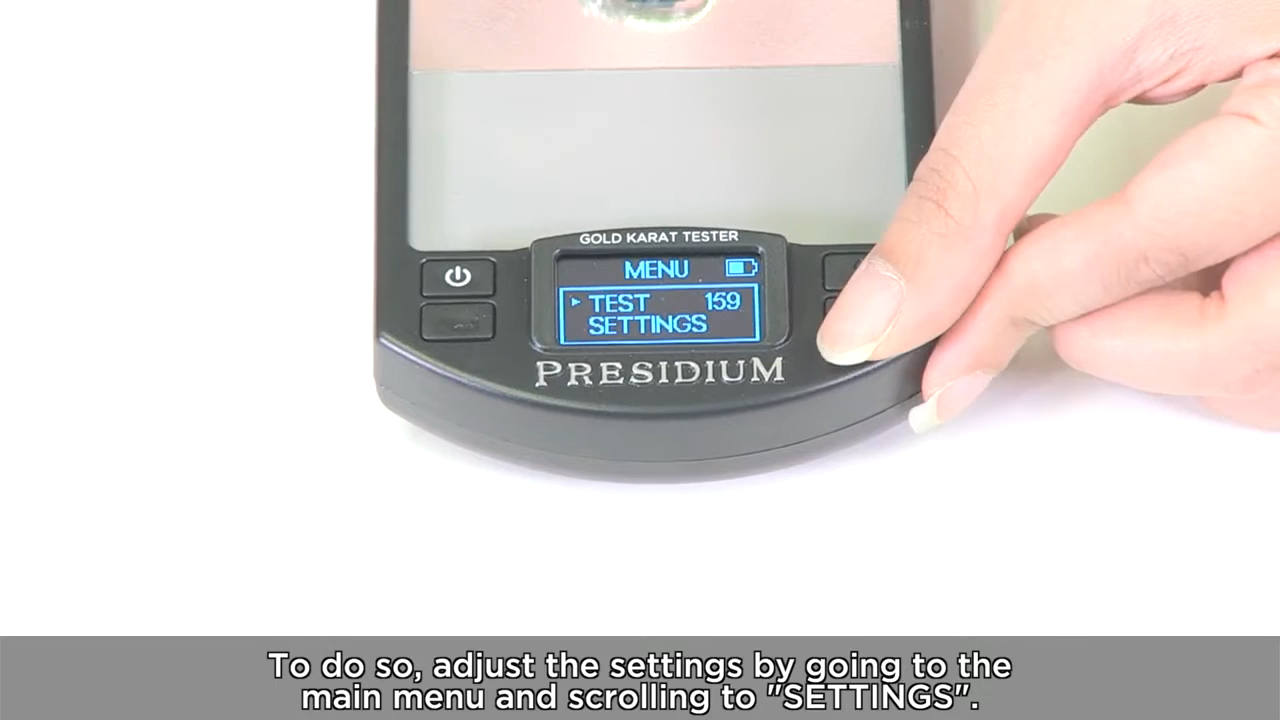 GOLD KARAT TESTER
MENU
TEST 159
SETTINGS
PRESIDIUM
To do so, adjust the settings by going to the
main menu and scrolling to "SETTINGS".